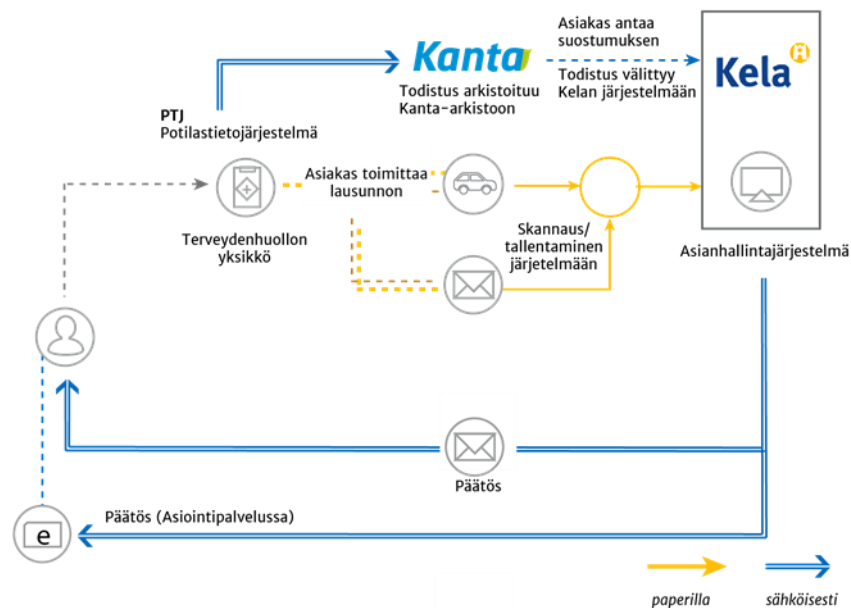 Asiakas antaa
suostumuksen
Kanta
Kela
Todistus arkistoituu
Kanta-arkistoon
Todistus välittyy
Kelan järjestelmään
PTJ
Potilastietojärjestelmä
Asiakas toimittaa
lausunnon
Terveydenhuollon
yksikkö
Skannaus/
tallentaminen
järjetelmään
Asianhallintajärjestelmä
Päätös
Päätös (Asiointipalvelussa)
e
paperilla
sähköisesti